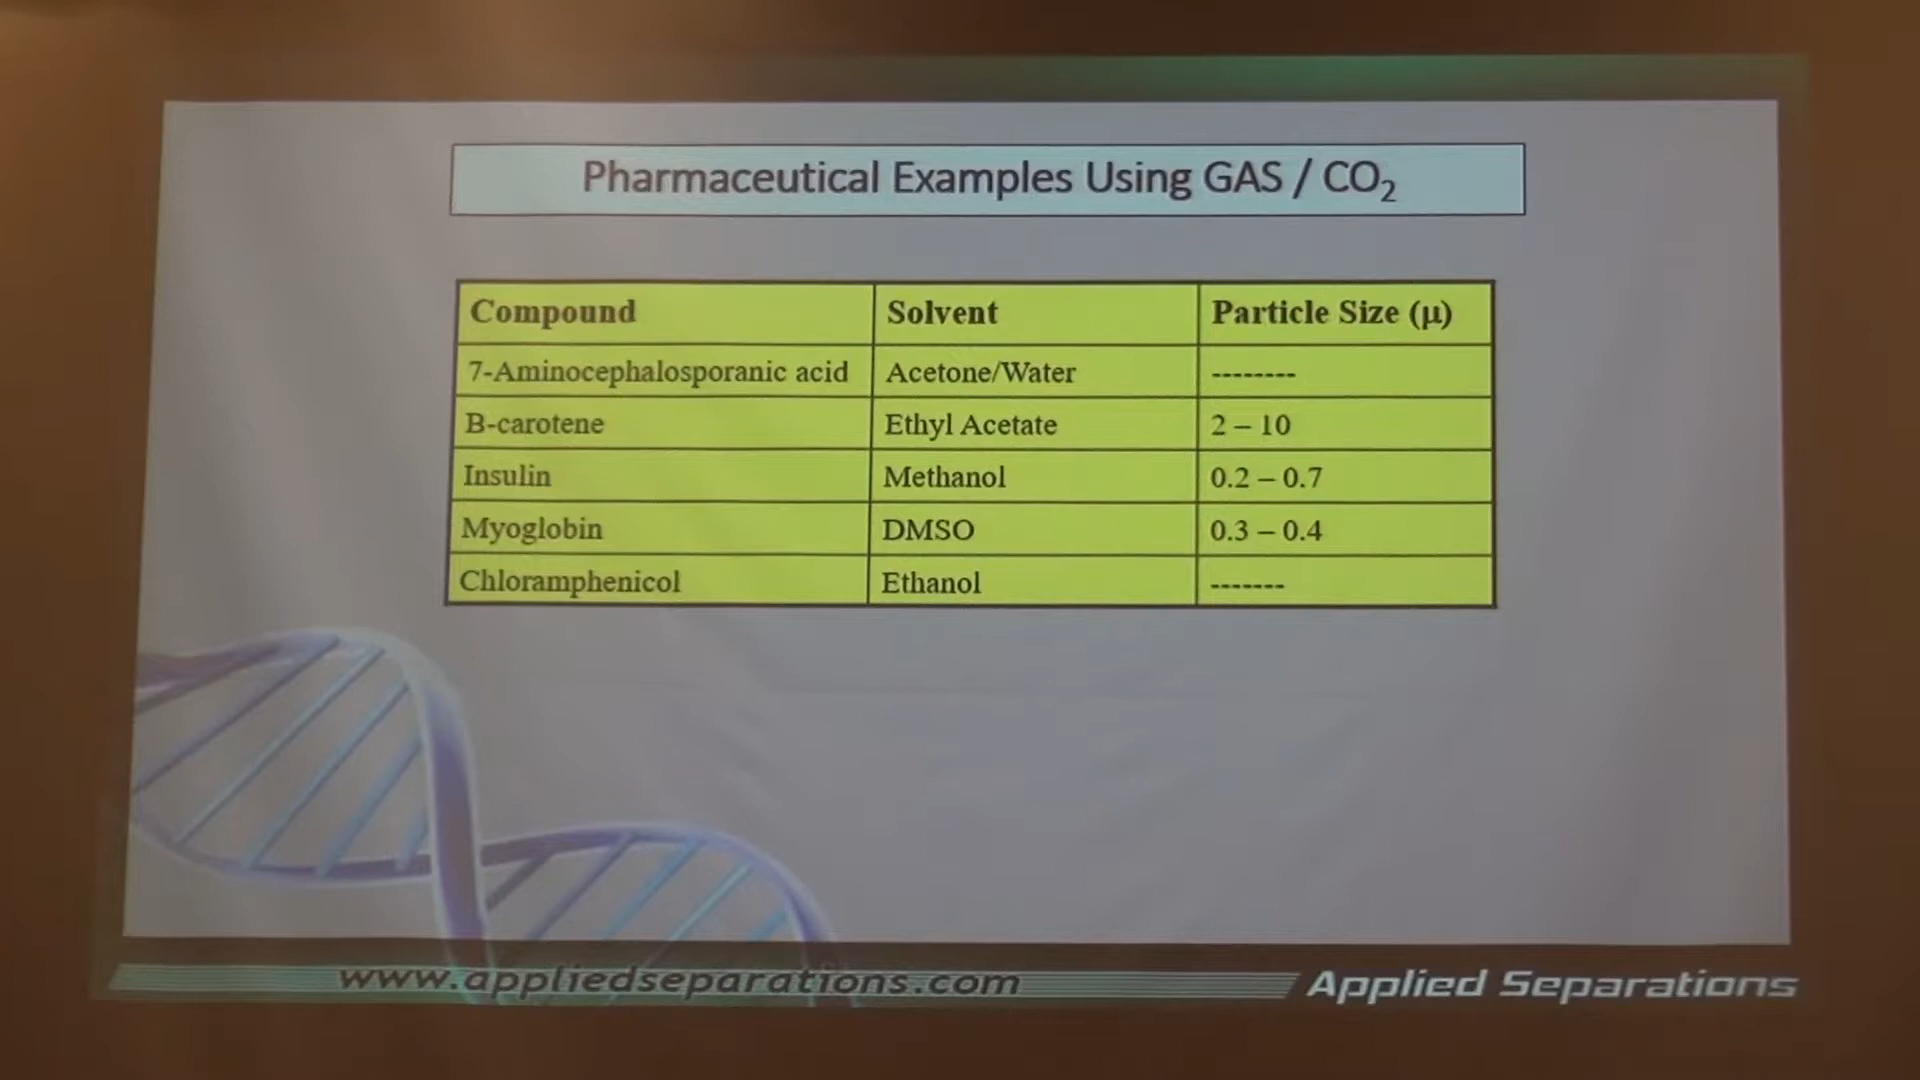 Pharmaceutical Examples Using GAS / CO₂
Compound Solvent Particle Size (μ)
7-Aminocephalosporanic acid Acetone/Water --------
B-carotene Ethyl Acetate 2 – 10
Insulin Methanol 0.2 – 0.7
Myoglobin DMSO 0.3 – 0.4
Chloramphenicol Ethanol -------
www.appliedseparations.com Applied Separations